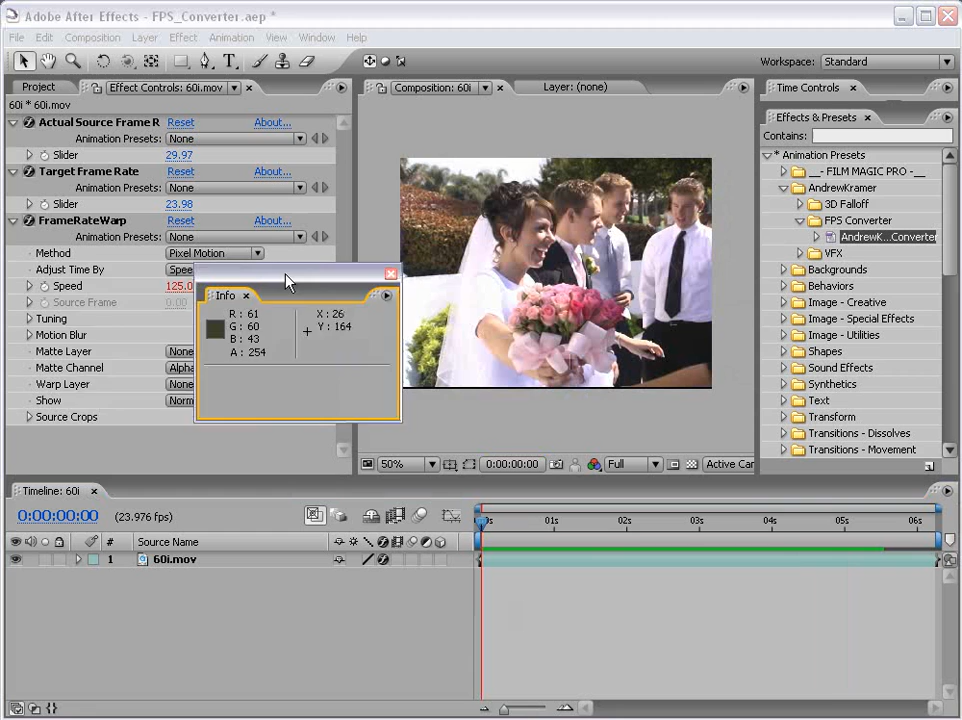 Adobe After Effects - FPS_Converter.aep *
File Edit Composition Layer Effect Animation View Window Help
Workspace: Standard
Project Effect Controls: 60i.mov
Composition: 60i Layer: (none)
Time Controls
60i * 60i.mov
Actual Source Frame R Reset About...
Animation Presets: None
Slider 29.97
Target Frame Rate Reset About...
Animation Presets: None
Slider 23.98
FrameRateWarp Reset About...
Animation Presets: None
Method Pixel Motion
Adjust Time By Spee
Speed 125.0
Source Frame 0.00
Tuning
Motion Blur
Matte Layer None
Matte Channel Alpha
Warp Layer None
Show Norm
Source Crops
Info
R: 61 X: 26
G: 60 Y: 164
B: 43
A: 254
50% 0:00:00:00 Full Active Car
Effects & Presets
Contains:
* Animation Presets
__- FILM MAGIC PRO -__
AndrewKramer
3D Falloff
FPS Converter
AndrewK...Converter
VFX
Backgrounds
Behaviors
Image - Creative
Image - Special Effects
Image - Utilities
Shapes
Sound Effects
Synthetics
Text
Transform
Transitions - Dissolves
Transitions - Movement
Timeline: 60i
0:00:00:00 (23.976 fps)
0s 01s 02s 03s 04s 05s 06s
# Source Name
1 60i.mov